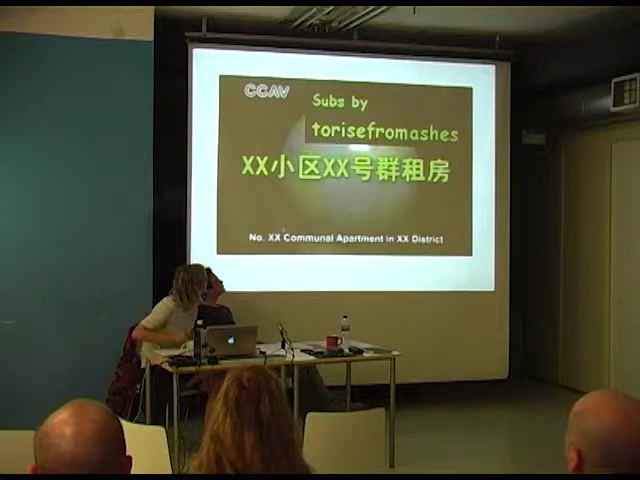 CCAV
Subs by
torisefromashes
XX小区XX号群租房
No. XX Communal Apartment in XX District